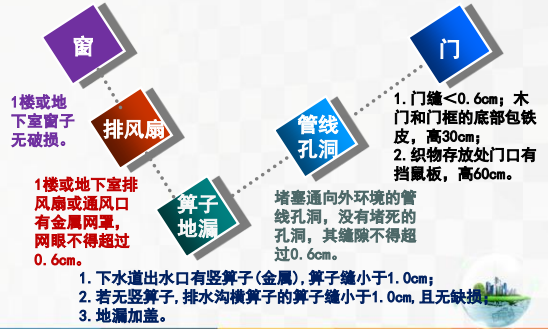 窗
1楼或地
下室窗子
无破损。
排风扇
1楼或地下室排
风扇或通风口
有金属网罩，
网眼不得超过
0.6cm。
算子
地漏
1.下水道出水口有竖算子(金属),算子缝小于1.0cm；
2.若无竖算子,排水沟横算子的算子缝小于1.0cm,且无缺损；
3.地漏加盖。
管线
孔洞
堵塞通向外环境的管
线孔洞，没有堵死的
孔洞，其缝隙不得超
过0.6cm。
门
1.门缝＜0.6cm；木
门和门框的底部包铁
皮，高30cm；
2.织物存放处门口有
挡鼠板，高60cm。